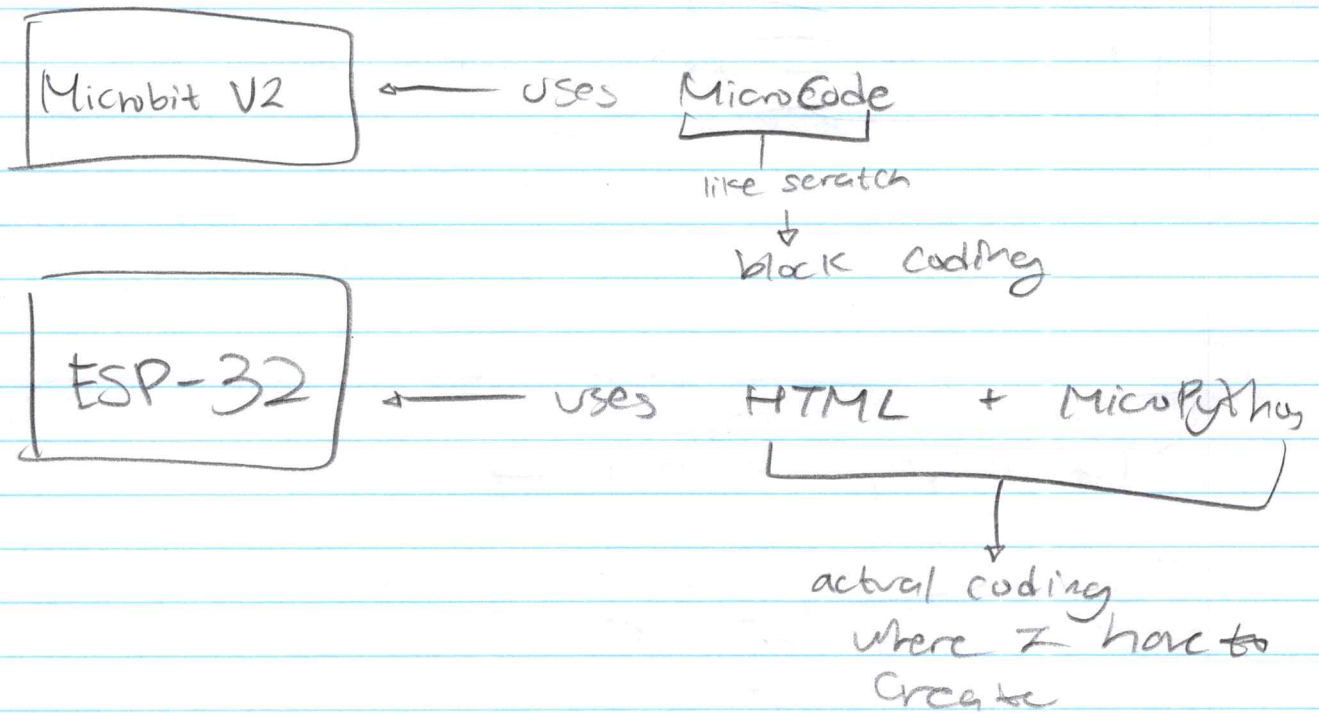 Microbit V2 uses MicroCode
like scratch
block coding
ESP-32 uses HTML + MicroPython
actual coding
where I have to
create